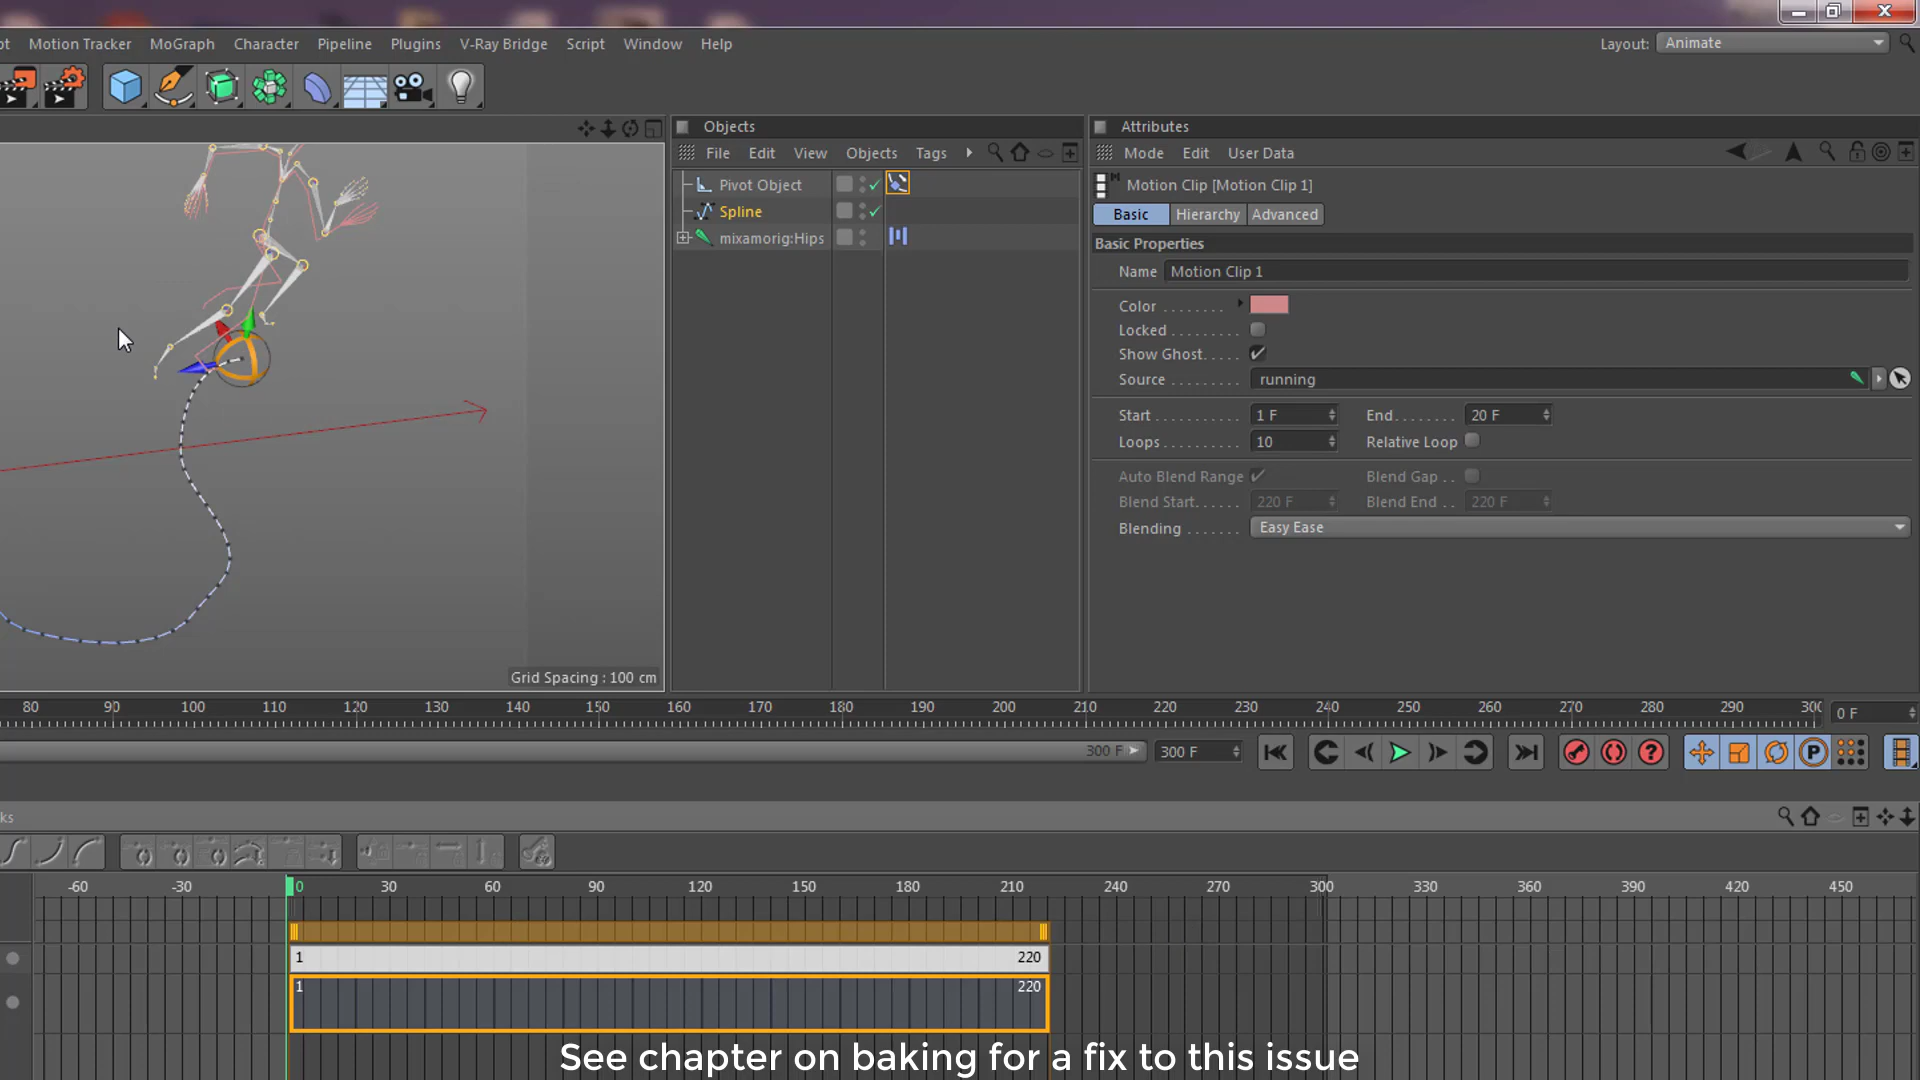 ot Motion Tracker MoGraph Character Pipeline Plugins V-Ray Bridge Script Window Help Layout: Animate
Objects
File Edit View Objects Tags
Pivot Object
Spline
mixamorig:Hips
Attributes
Mode Edit User Data
Motion Clip [Motion Clip 1]
Basic Hierarchy Advanced
Basic Properties
Name Motion Clip 1
Color . . . . . . . .
Locked . . . . . . .
Show Ghost. . . . .
Source . . . . . . . . . running
Start . . . . . . . . . . . 1 F End. . . . . . . . 20 F
Loops . . . . . . . . . . 10 Relative Loop
Auto Blend Range Blend Gap . .
Blend Start. . . . . . 220 F Blend End . . 220 F
Blending . . . . . . . Easy Ease
Grid Spacing : 100 cm
80 90 100 110 120 130 140 150 160 170 180 190 200 210 220 230 240 250 260 270 280 290 300 0 F
300 F 300 F P
ks
-60 -30 0 30 60 90 120 150 180 210 240 270 300 330 360 390 420 450
1 220
1 220
See chapter on baking for a fix to this issue